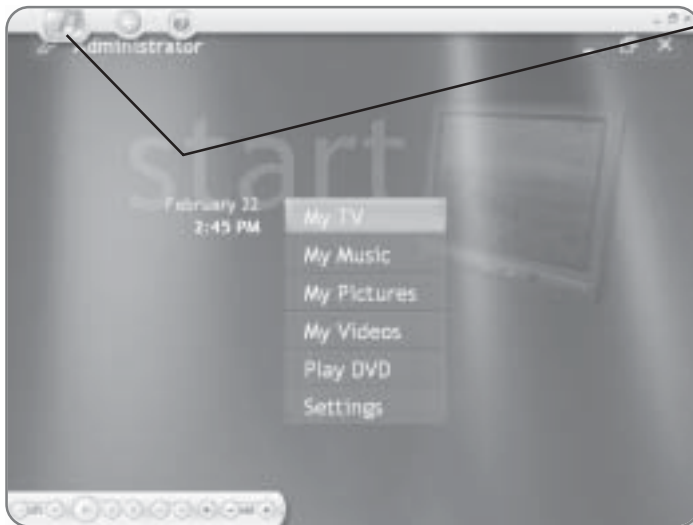 Administrator
start
February 22
2:45 PM
My TV
My Music
My Pictures
My Videos
Play DVD
Settings